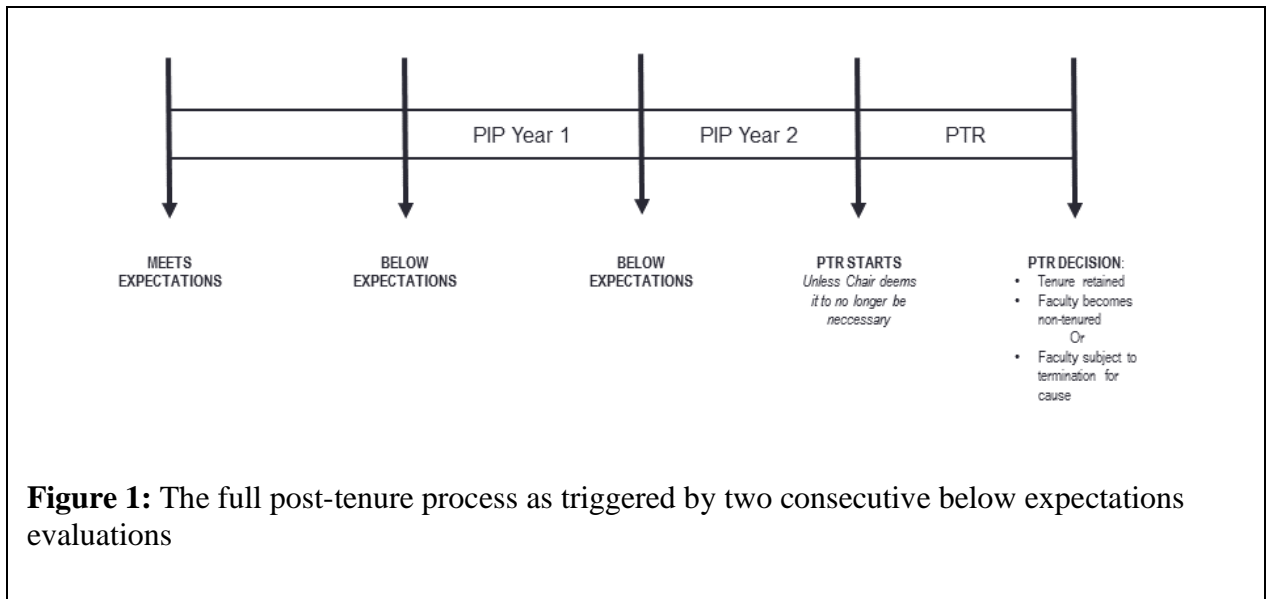 PIP Year 1
PIP Year 2
PTR
MEETS
EXPECTATIONS
BELOW
EXPECTATIONS
BELOW
EXPECTATIONS
PTR STARTS
Unless Chair deems
it to no longer be
neccessary
PTR DECISION:
• Tenure retained
• Faculty becomes
non-tenured
Or
• Faculty subject to
termination for
cause
Figure 1: The full post-tenure process as triggered by two consecutive below expectations
evaluations